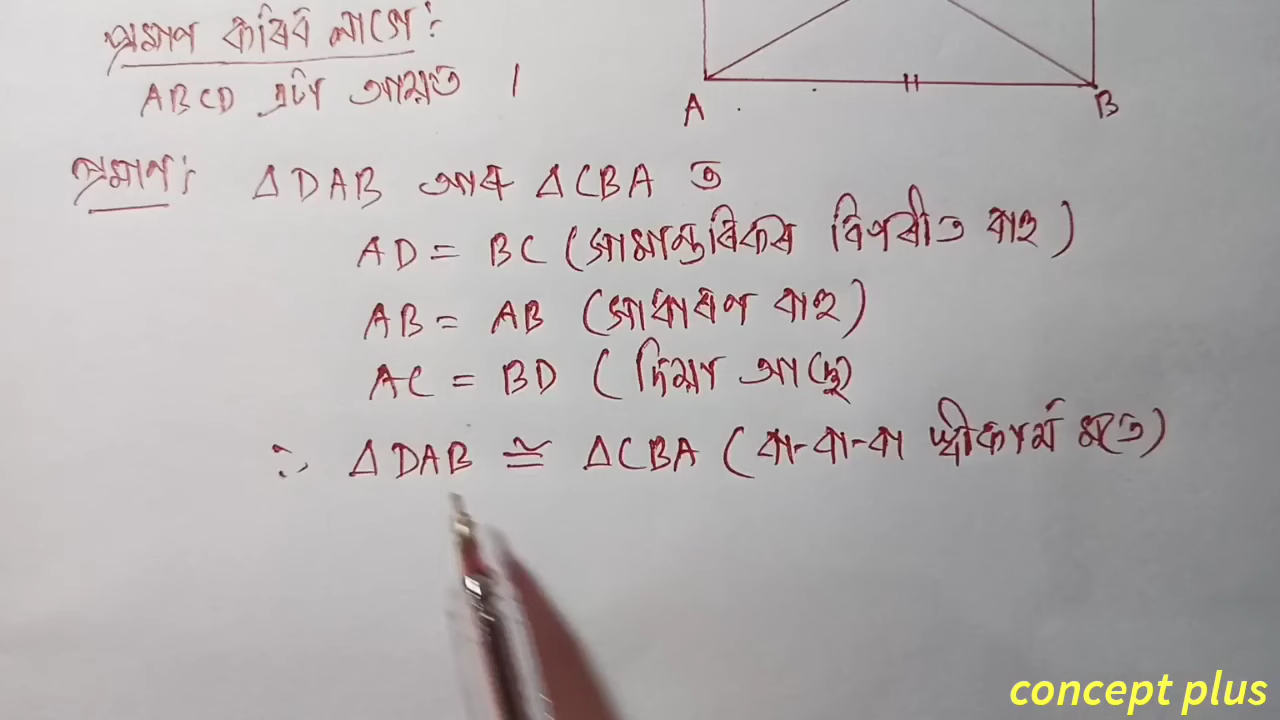 প্ৰমাণ কৰিব লাগে:
ABCD এটা আয়ত ।
A
B
প্ৰমাণ: ΔDAB আৰু ΔCBA ত
AD = BC (সামান্তৰিকৰ বিপৰীত বাহু)
AB = AB (সাধাৰণ বাহু)
AC = BD (দিয়া আছে)
∴ ΔDAB ≅ ΔCBA (বা-বা-বা স্বীকাৰ্য মতে)
concept plus